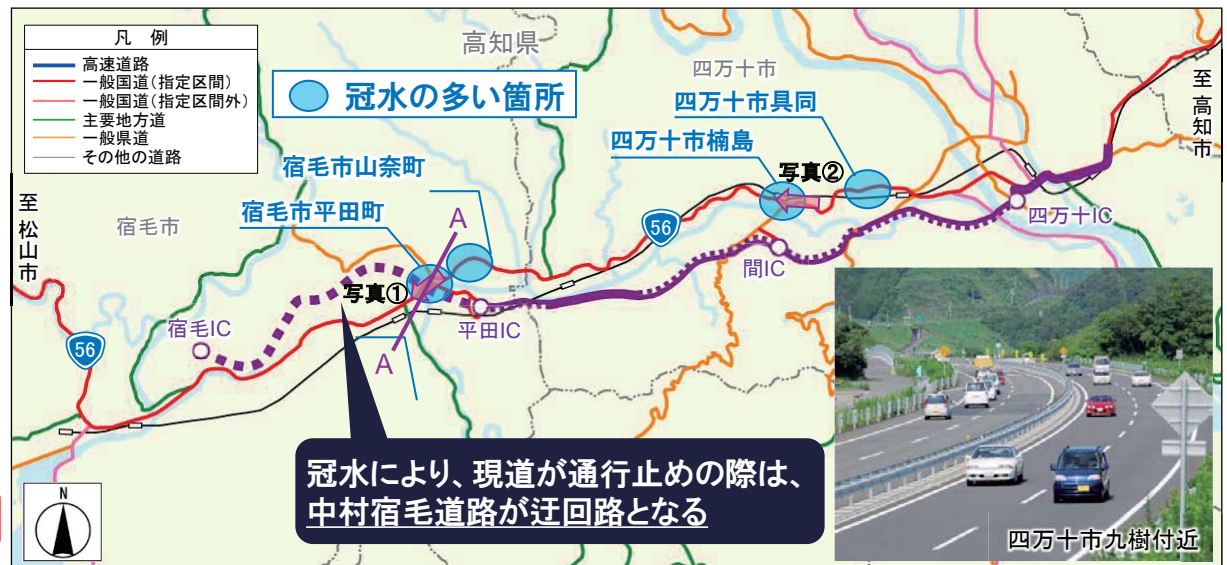 凡 例
高速道路
一般国道(指定区間)
一般国道(指定区間外)
主要地方道
一般県道
その他の道路
高知県
冠水の多い箇所
四万十市
四万十市具同
四万十市楠島
写真②
至 高知市
宿毛市山奈町
宿毛市平田町
至 松山市
宿毛市
A
56
四万十IC
間IC
写真①
平田IC
宿毛IC
56
A
冠水により、現道が通行止めの際は、
中村宿毛道路が迂回路となる
N
四万十市九樹付近